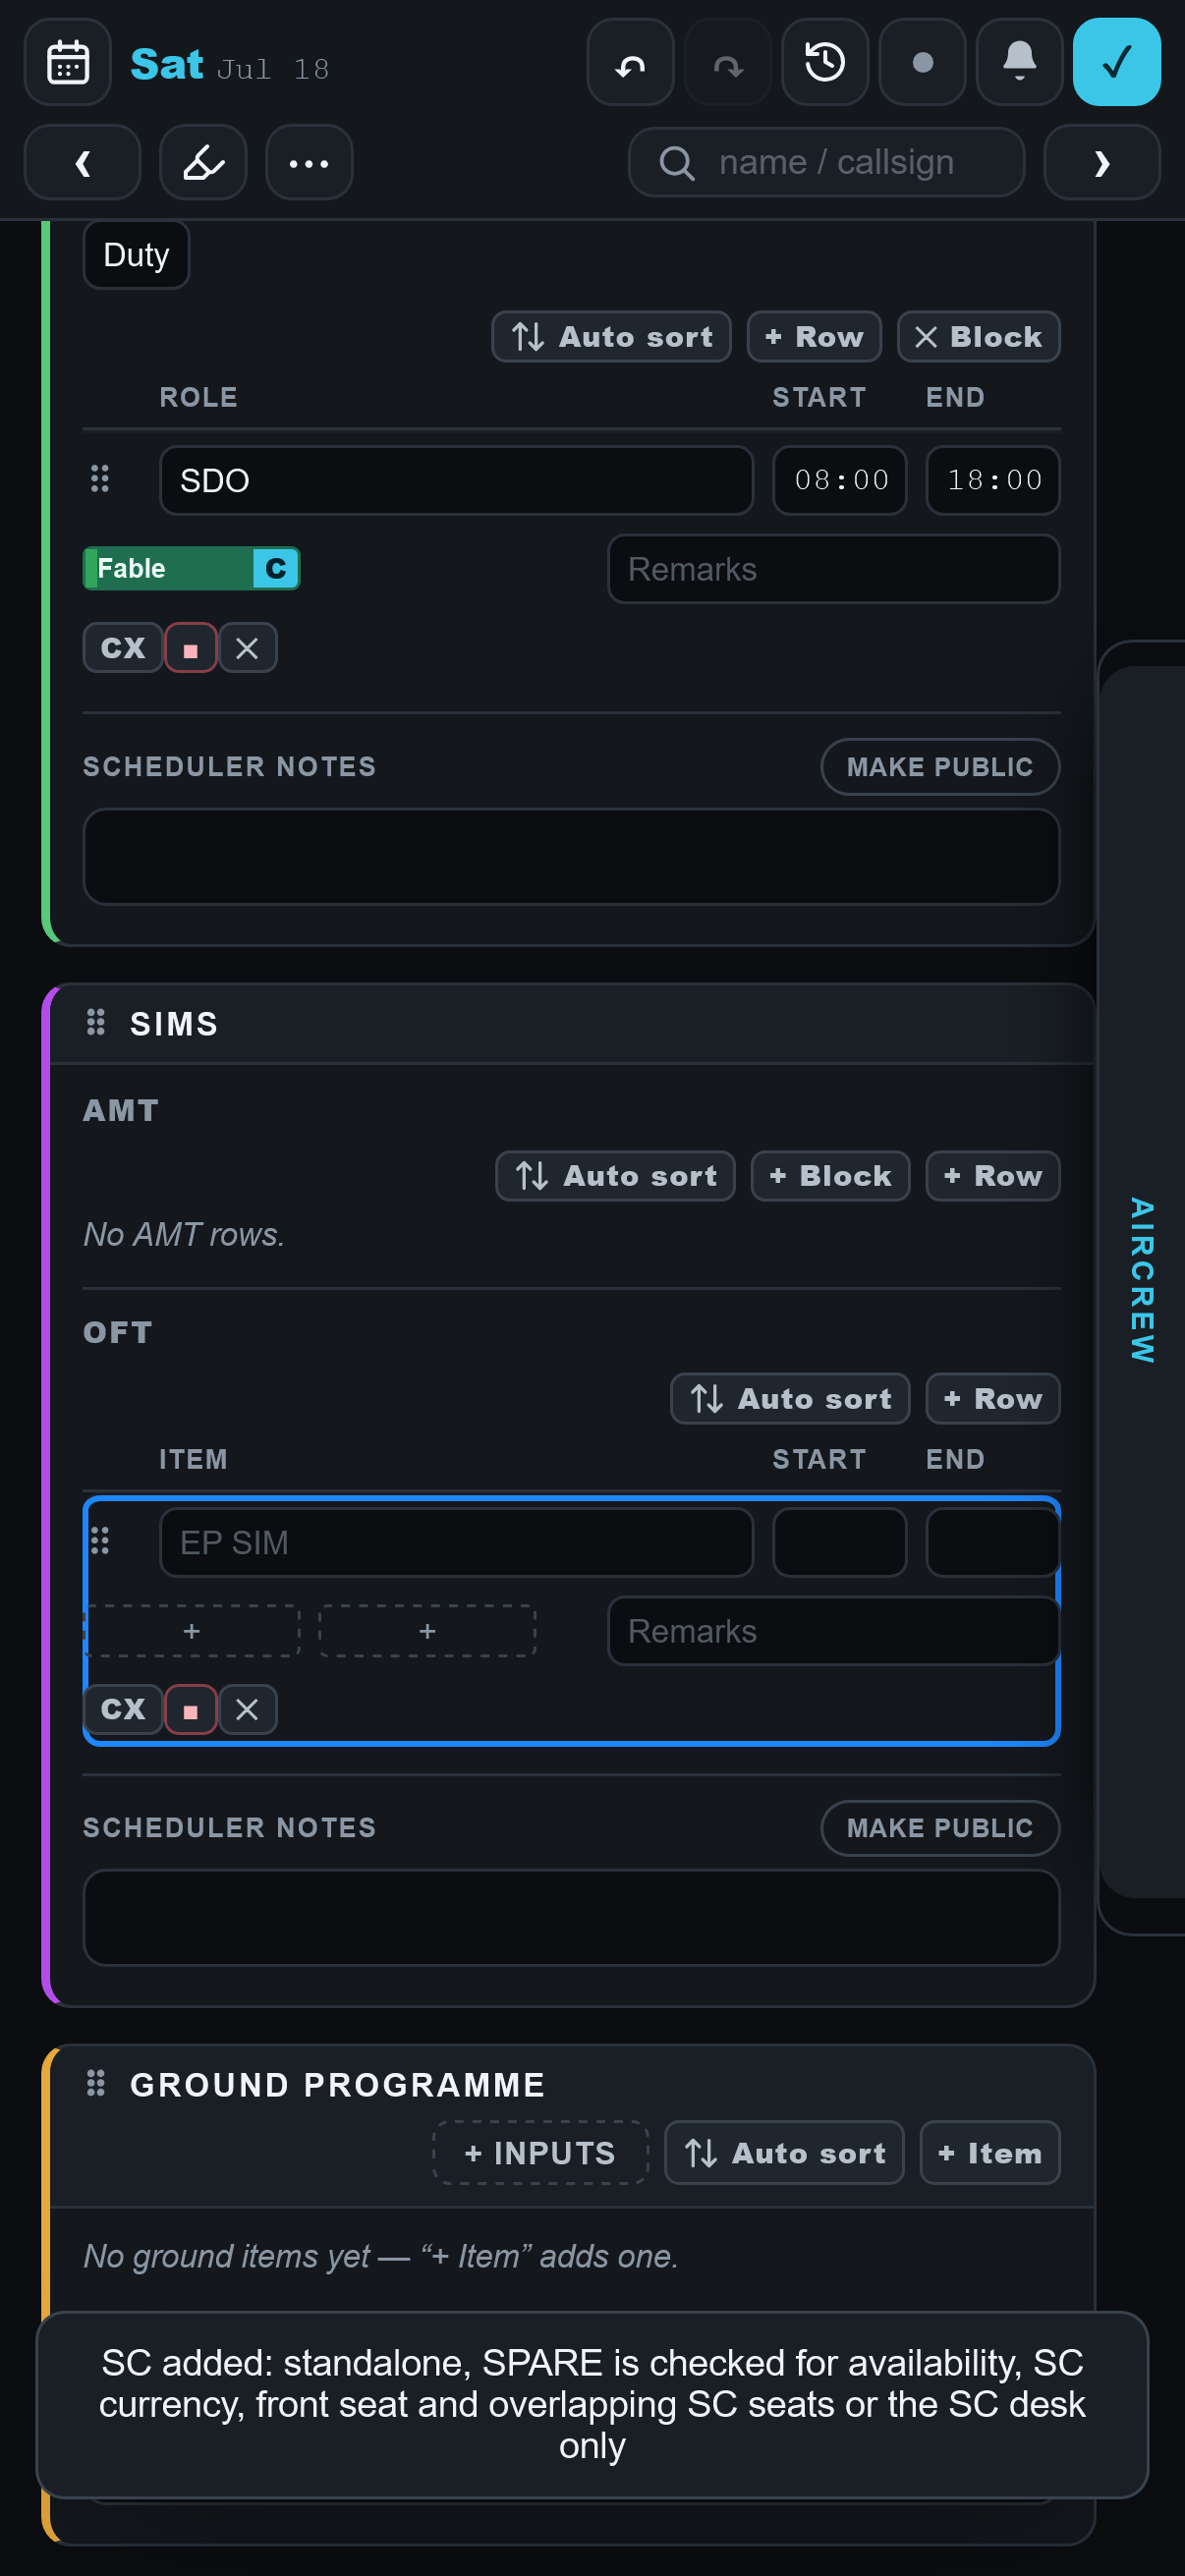 Sat Jul 18
name / callsign
Duty
Auto sort + Row × Block
ROLE START END
SDO 08:00 18:00
Fable C Remarks
CX
SCHEDULER NOTES MAKE PUBLIC
SIMS
AMT
Auto sort + Block + Row
No AMT rows.
OFT
Auto sort + Row
ITEM START END
EP SIM
+ + Remarks
CX
SCHEDULER NOTES MAKE PUBLIC
AIRCREW
GROUND PROGRAMME
+ INPUTS Auto sort + Item
No ground items yet — “+ Item” adds one.
SC added: standalone, SPARE is checked for availability, SC
currency, front seat and overlapping SC seats or the SC desk
only